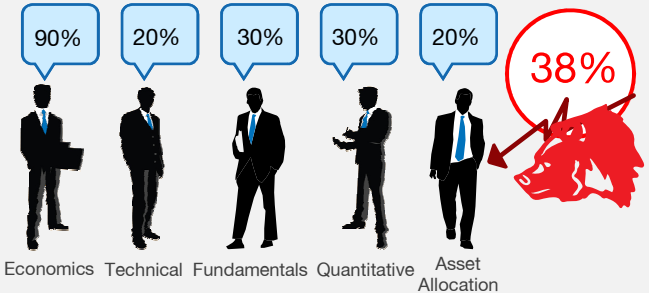 90%
20%
30%
30%
20%
38%
Economics
Technical
Fundamentals
Quantitative
Asset
Allocation